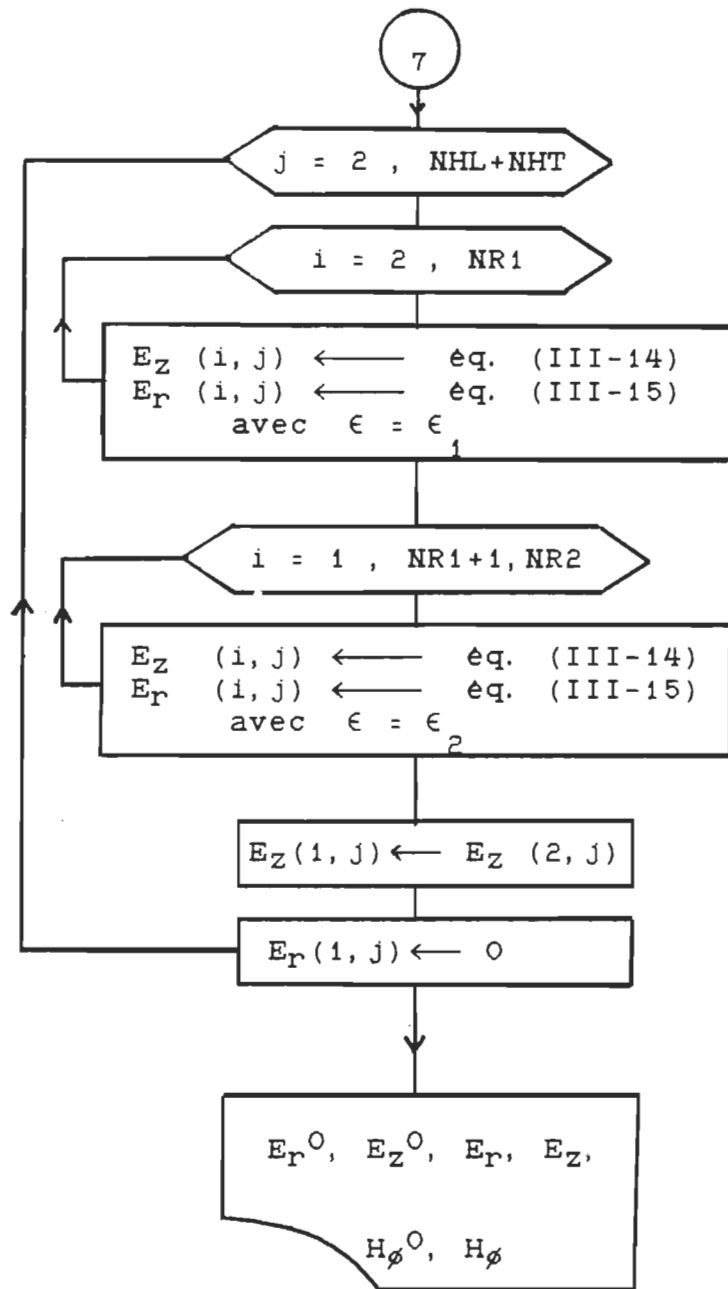 7
j = 2 , NHL+NHT
i = 2 , NR1
E_z (i,j) ← éq. (III-14)
E_r (i,j) ← éq. (III-15)
avec ϵ = ϵ_1
i = 1 , NR1+1,NR2
E_z (i,j) ← éq. (III-14)
E_r (i,j) ← éq. (III-15)
avec ϵ = ϵ_2
E_z(1,j) ← E_z (2,j)
E_r(1,j) ← 0
E_r^0, E_z^0, E_r, E_z,
H_ø^0, H_ø